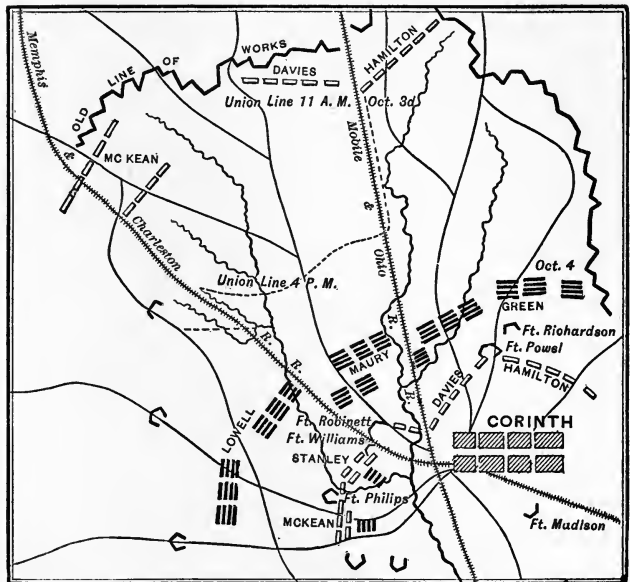 Memphis
&
Charleston
R. R.
OLD LINE OF WORKS
DAVIES
HAMILTON
Union Line 11 A. M. Oct. 3d
MC KEAN
Mobile
&
Ohio
R. R.
Union Line 4 P. M.
Oct. 4
GREEN
Ft. Richardson
Ft. Powel
HAMILTON
MAURY
DAVIES
CORINTH
LOWELL
Ft. Robinett
Ft. Williams
STANLEY
Ft. Philips
MCKEAN
Ft. Madison